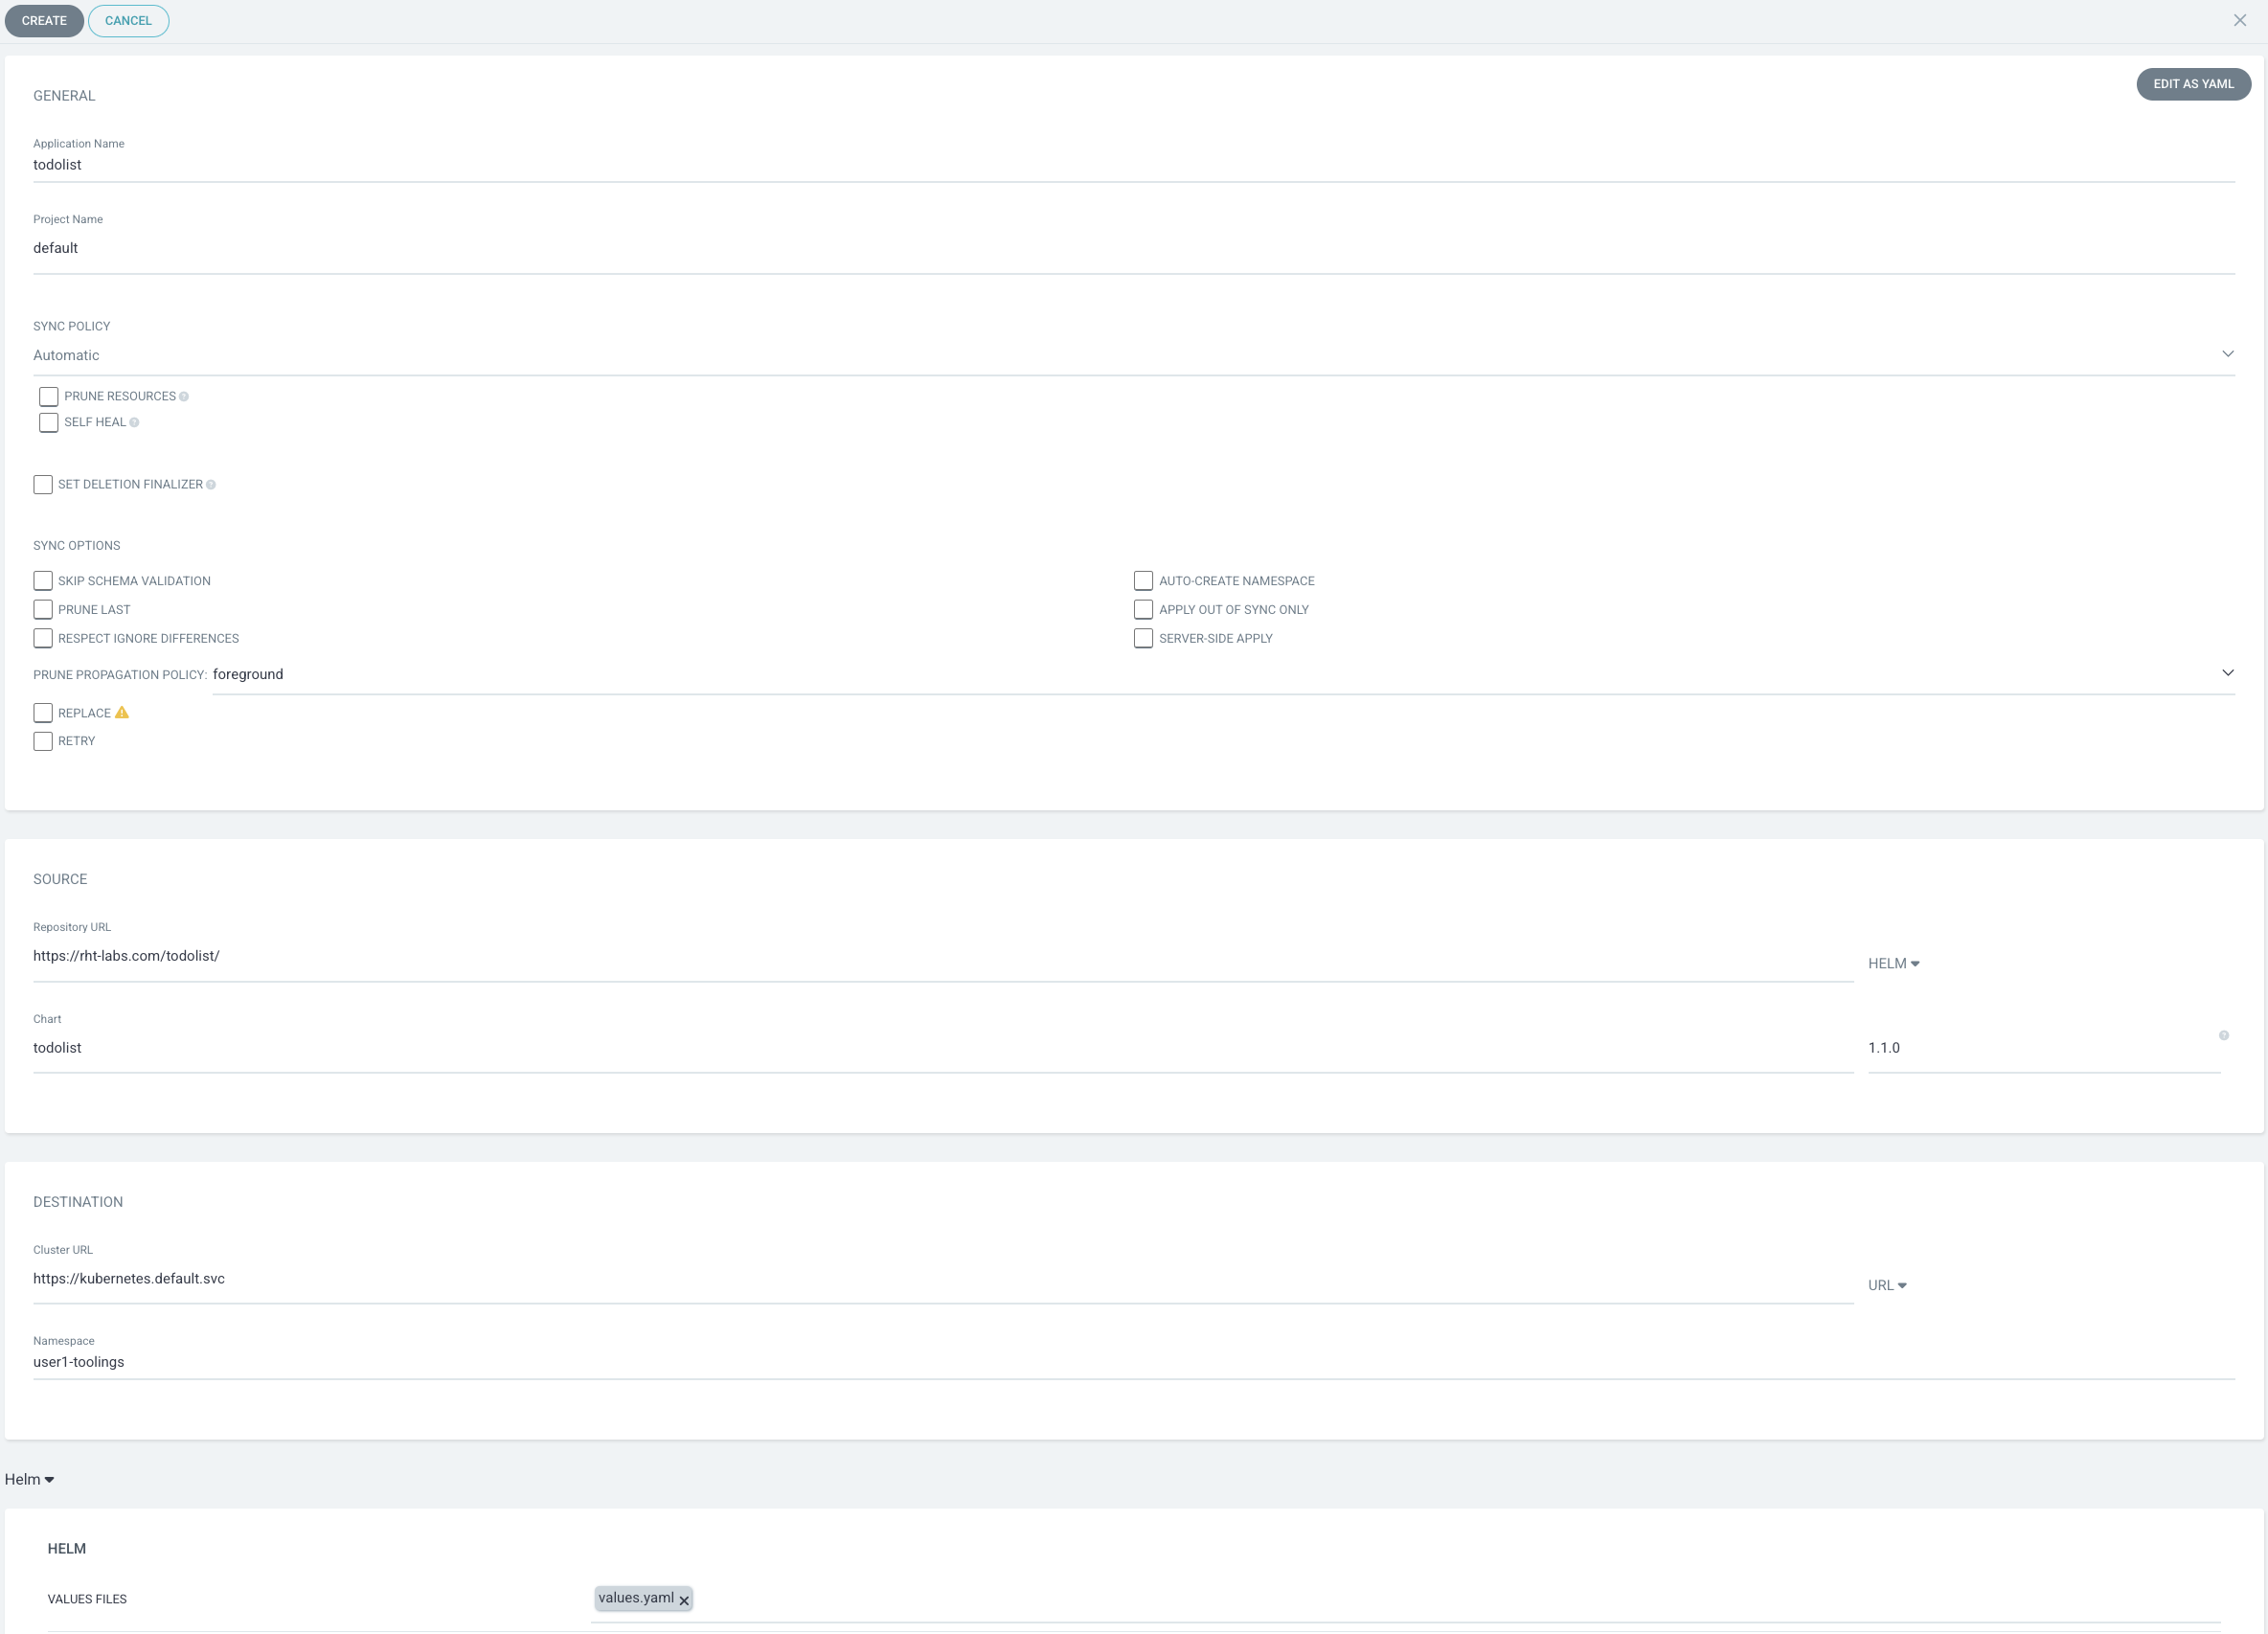 CREATE CANCEL
GENERAL
EDIT AS YAML
Application Name
todolist
Project Name
default
SYNC POLICY
Automatic
PRUNE RESOURCES
SELF HEAL
SET DELETION FINALIZER
SYNC OPTIONS
SKIP SCHEMA VALIDATION
AUTO-CREATE NAMESPACE
PRUNE LAST
APPLY OUT OF SYNC ONLY
RESPECT IGNORE DIFFERENCES
SERVER-SIDE APPLY
PRUNE PROPAGATION POLICY: foreground
REPLACE
RETRY
SOURCE
Repository URL
https://rht-labs.com/todolist/
HELM
Chart
todolist
1.1.0
DESTINATION
Cluster URL
https://kubernetes.default.svc
URL
Namespace
user1-toolings
Helm
HELM
VALUES FILES
values.yaml